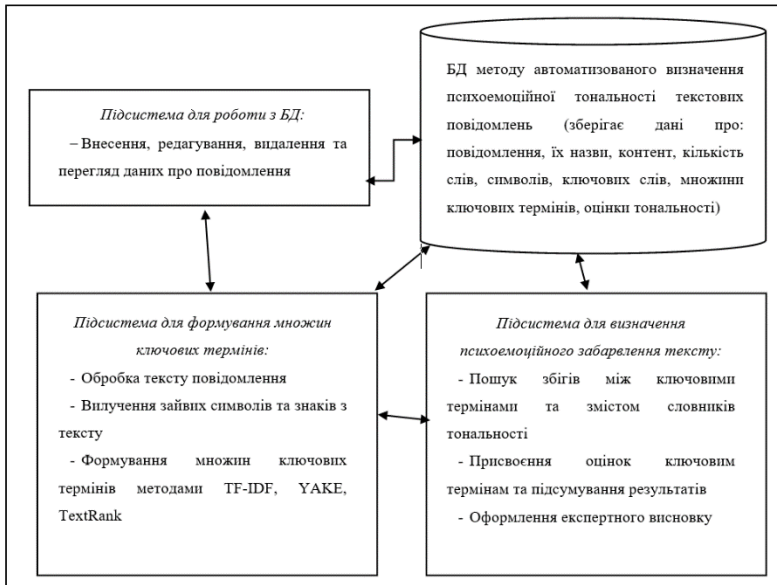 Підсистема для роботи з БД:
– Внесення, редагування, видалення та
перегляд даних про повідомлення
БД методу автоматизованого визначення
психоемоційної тональності текстових
повідомлень (зберігає дані про:
повідомлення, їх назви, контент, кількість
слів, символів, ключових слів, множини
ключових термінів, оцінки тональності)
Підсистема для формування множин
ключових термінів:
- Обробка тексту повідомлення
- Вилучення зайвих символів та знаків з
тексту
- Формування множин ключових
термінів методами TF-IDF, YAKE,
TextRank
Підсистема для визначення
психоемоційного забарвлення тексту:
- Пошук збігів між ключовими
термінами та змістом словників
тональності
- Присвоєння оцінок ключовим
термінам та підсумування результатів
- Оформлення експертного висновку